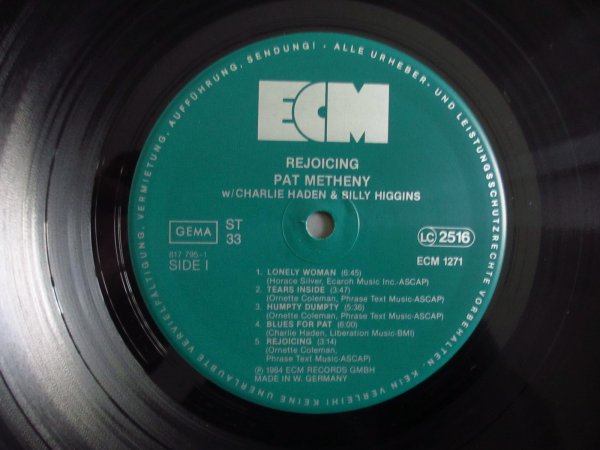 KEIN VERLEIH! KEINE UNERLAUBTE VERVIELFÄLTIGUNG, VERMIETUNG, AUFFÜHRUNG, SENDUNG! - ALLE URHEBER- UND LEISTUNGSSCHUTZRECHTE VORBEHALTEN.
ECM
REJOICING
PAT METHENY
w/CHARLIE HADEN & BILLY HIGGINS
GEMA
ST
33
LC 2516
817 795-1
SIDE I
ECM 1271
1. LONELY WOMAN (6:45)
(Horace Silver, Ecaroh Music Inc.-ASCAP)
2. TEARS INSIDE (3:47)
(Ornette Coleman, Phrase Text Music-ASCAP)
3. HUMPTY DUMPTY (5:36)
(Ornette Coleman, Phrase Text Music-ASCAP)
4. BLUES FOR PAT (6:00)
(Charlie Haden, Liberation Music-BMI)
5 REJOICING (3:14)
(Ornette Coleman,
Phrase Text Music-ASCAP)
℗ 1984 ECM RECORDS GMBH
MADE IN W. GERMANY